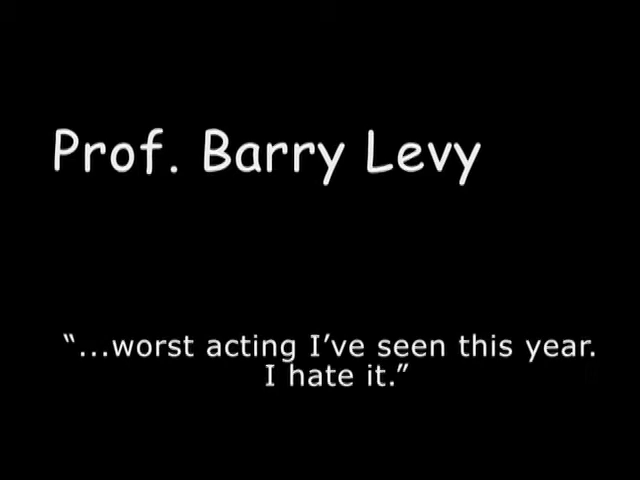 Prof. Barry Levy
“...worst acting I’ve seen this year.
I hate it.”